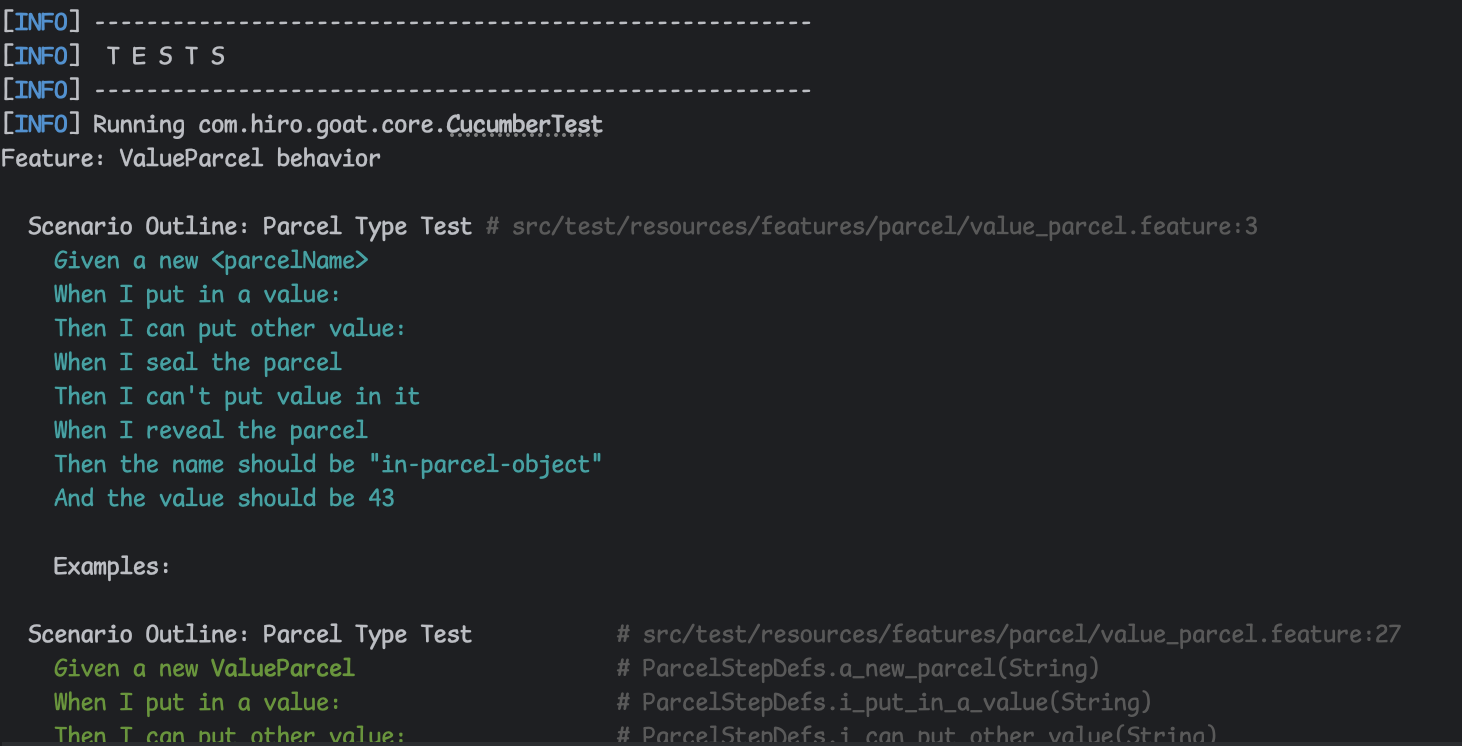 [INFO] -------------------------------------------------------
[INFO]  T E S T S
[INFO] -------------------------------------------------------
[INFO] Running com.hiro.goat.core.CucumberTest
Feature: ValueParcel behavior
Scenario Outline: Parcel Type Test # src/test/resources/features/parcel/value_parcel.feature:3
Given a new <parcelName>
When I put in a value:
Then I can put other value:
When I seal the parcel
Then I can't put value in it
When I reveal the parcel
Then the name should be "in-parcel-object"
And the value should be 43
Examples:
Scenario Outline: Parcel Type Test # src/test/resources/features/parcel/value_parcel.feature:27
Given a new ValueParcel # ParcelStepDefs.a_new_parcel(String)
When I put in a value: # ParcelStepDefs.i_put_in_a_value(String)
Then I can put other value: # ParcelStepDefs.i_can_put_other_value(String)